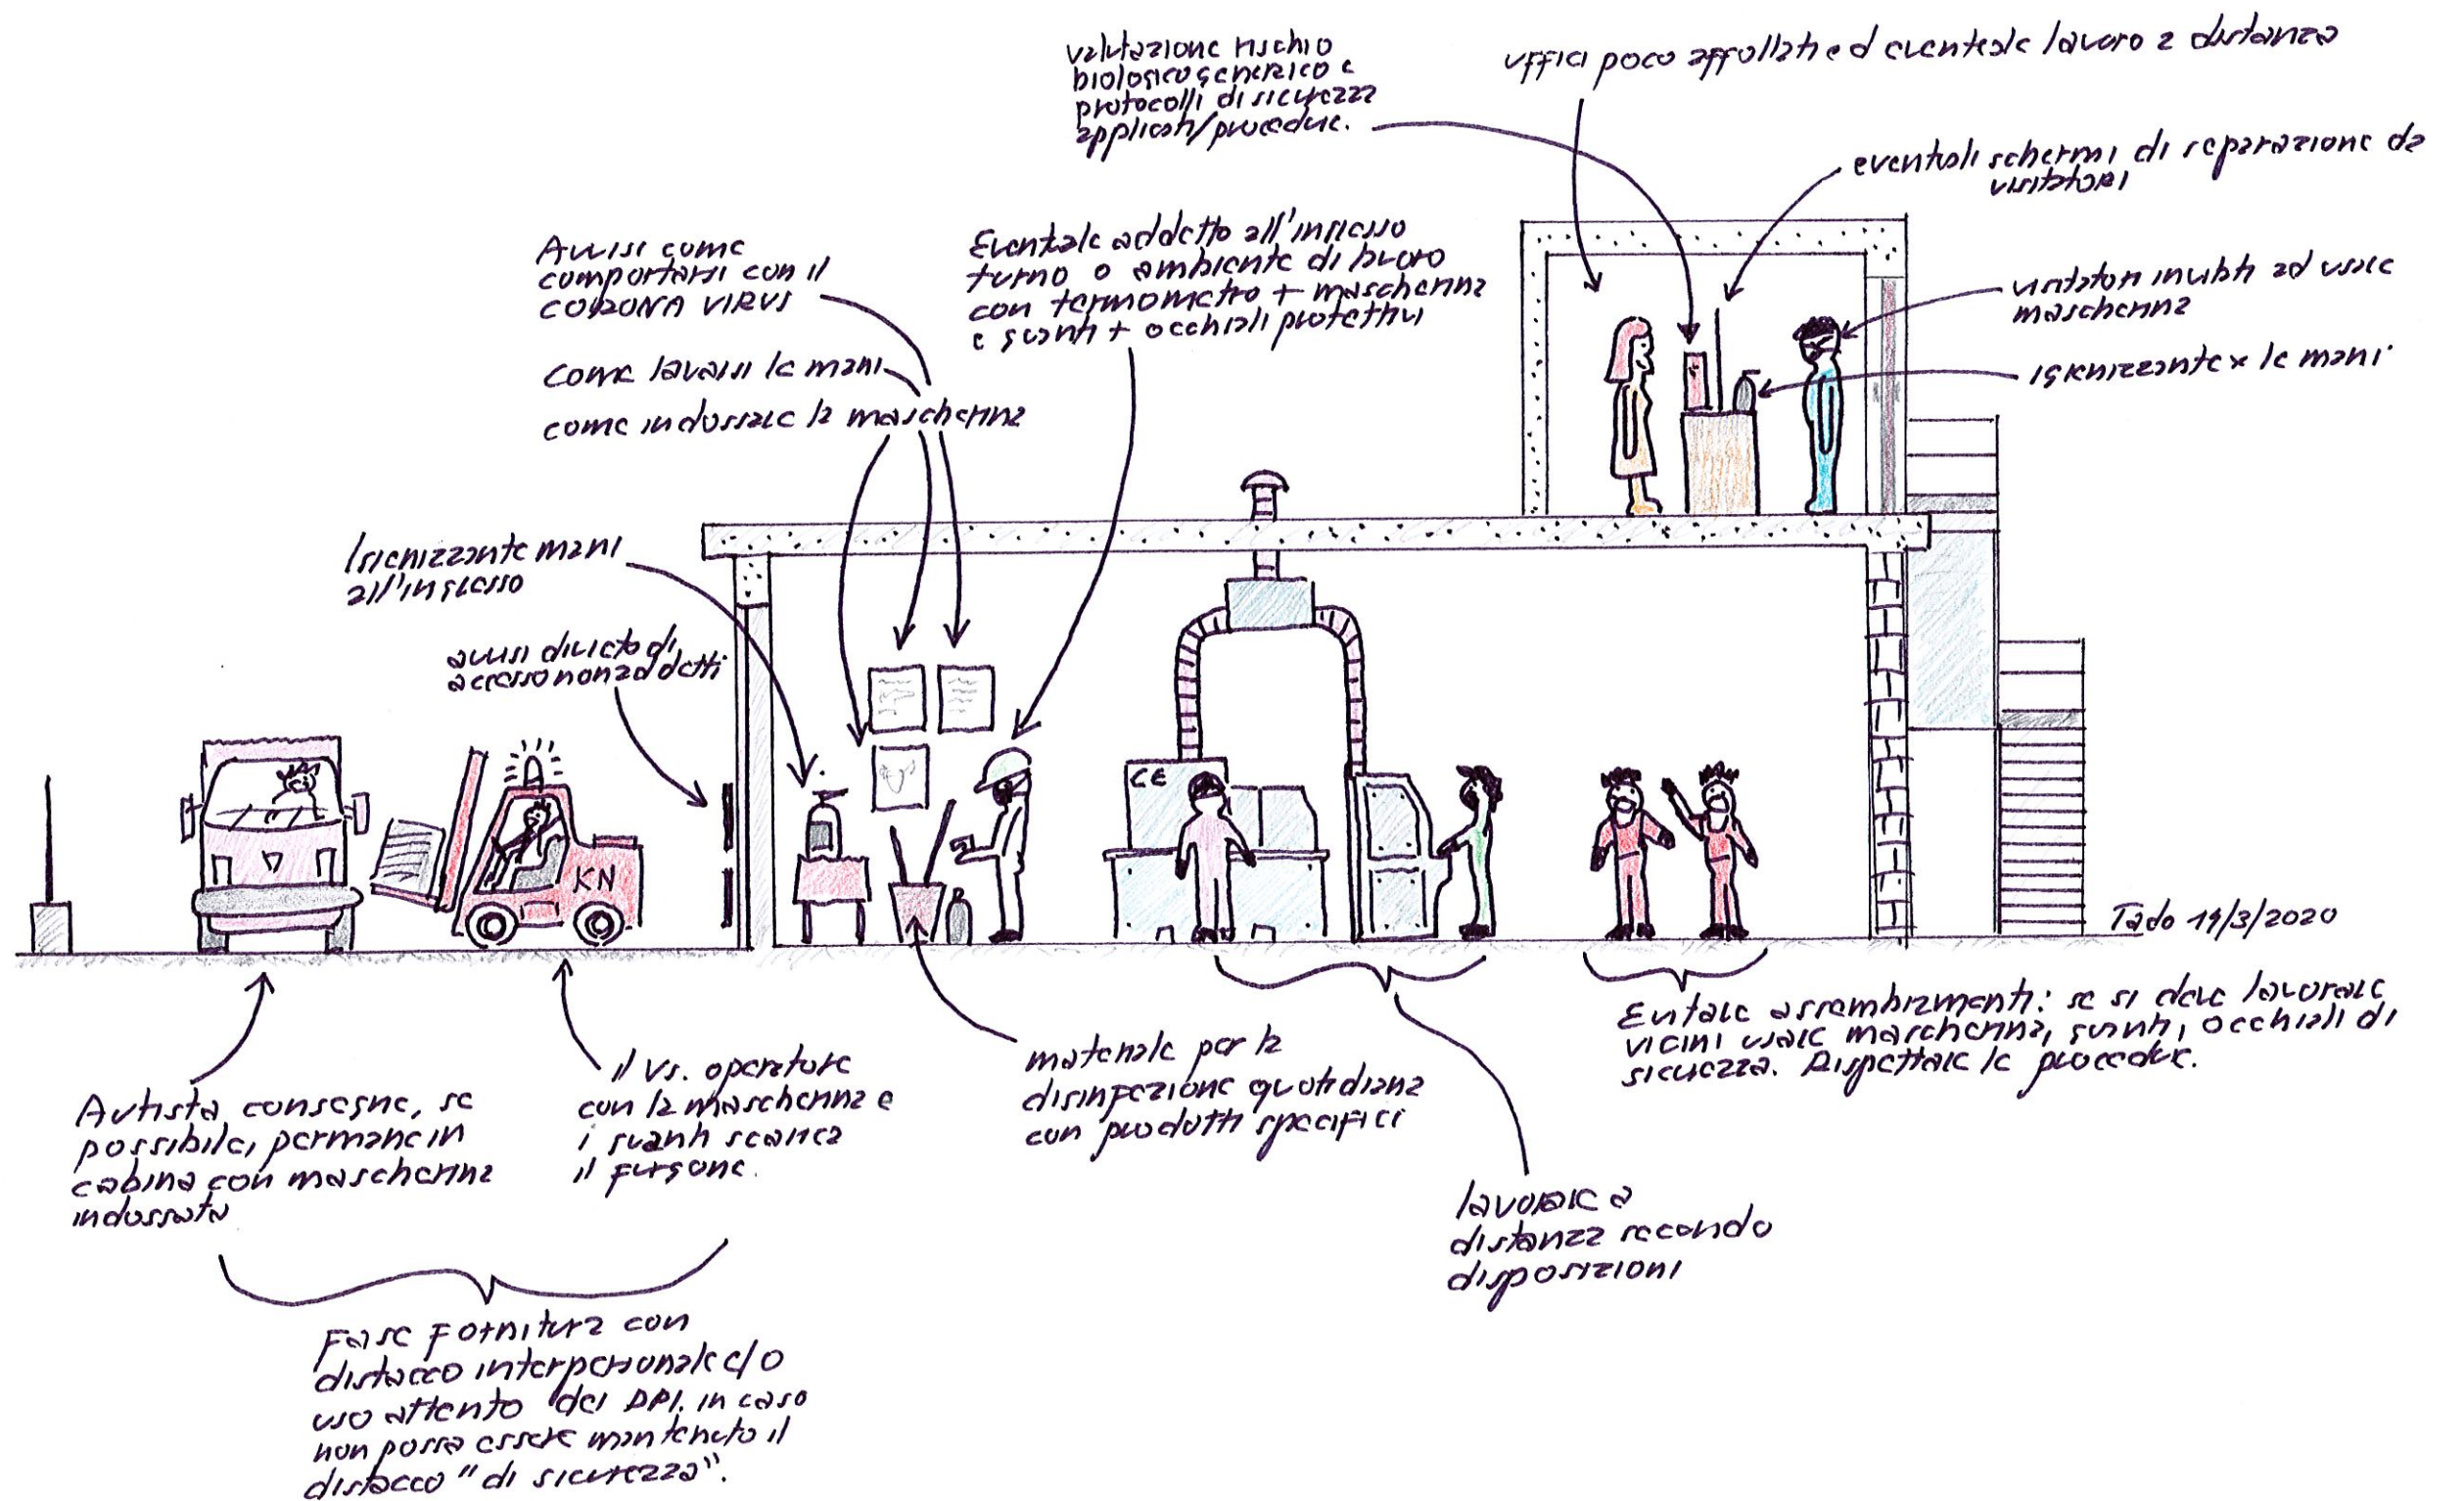 valutazione rischio
biologico generico e
protocolli di sicurezza
applicati/procedure.
uffici poco affollati ed eventuale lavoro a distanza
eventuali schermi di separazione da
visitatori
Avvisi come
comportarsi con il
CORONA VIRUS
come lavarsi le mani
come indossare la mascherina
Eventuale addetto all'ingresso
turno o ambiente di lavoro
con termometro + mascherina
e guanti + occhiali protettivi
visitatori invitati ad usare
mascherina
igienizzante x le mani
Igienizzante mani
all'ingresso
avvisi divieto di
accesso non addetti
CE
KN
Tado 19/3/2020
Autista consegne, se
possibile, permane in
cabina con mascherina
indossata
il Vs. operatore
con la mascherina e
i guanti scarica
il furgone.
materiale per la
disinfezione quotidiana
con prodotti specifici
Evitare assembramenti: se si deve lavorare
vicini usare mascherina, guanti, occhiali di
sicurezza. Rispettare le procedure.
lavorare a
distanza secondo
disposizioni
Fase fornitura con
distacco interpersonale e/o
uso attento dei DPI. in caso
non possa essere mantenuto il
distacco "di sicurezza".